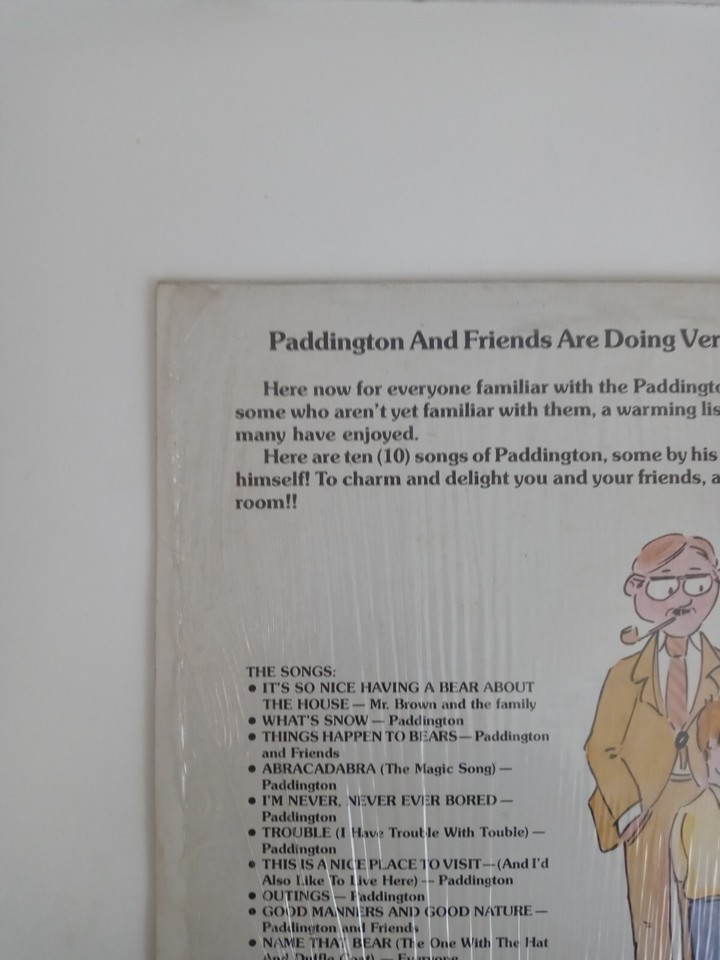 Paddington And Friends Are Doing Ver
Here now for everyone familiar with the Paddingto
some who aren't yet familiar with them, a warming lis
many have enjoyed.
Here are ten (10) songs of Paddington, some by his
himself! To charm and delight you and your friends, a
room!!
THE SONGS:
• IT'S SO NICE HAVING A BEAR ABOUT
THE HOUSE — Mr. Brown and the family
• WHAT'S SNOW — Paddington
• THINGS HAPPEN TO BEARS — Paddington
and Friends
• ABRACADABRA (The Magic Song) —
Paddington
• I'M NEVER, NEVER EVER BORED —
Paddington
• TROUBLE (I Have Trouble With Touble) —
Paddington
• THIS IS A NICE PLACE TO VISIT — (And I'd
Also Like To Live Here) — Paddington
• OUTINGS — Paddington
• GOOD MANNERS AND GOOD NATURE —
Paddington and Friends
• NAME THAT BEAR (The One With The Hat
And Duffle Coat) — Everyone